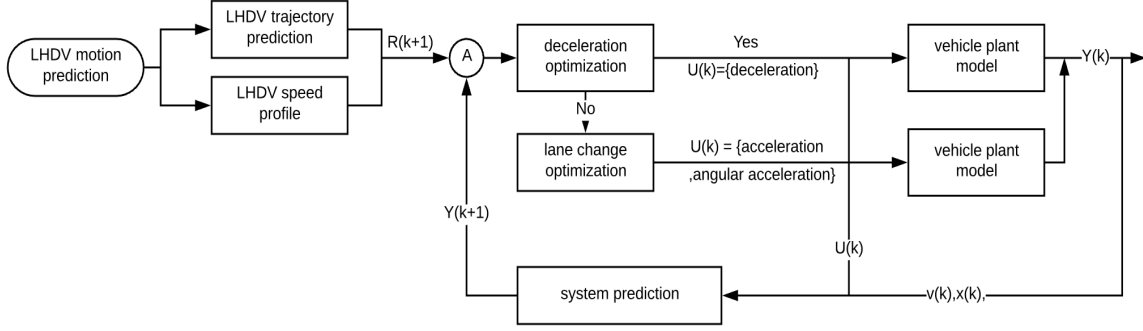 LHDV motion
prediction
LHDV trajectory
prediction
LHDV speed
profile
R(k+1)
A
deceleration
optimization
Yes
U(k)={deceleration}
No
lane change
optimization
U(k) = {acceleration
,angular acceleration}
vehicle plant
model
vehicle plant
model
Y(k)
Y(k+1)
U(k)
system prediction
v(k),x(k),